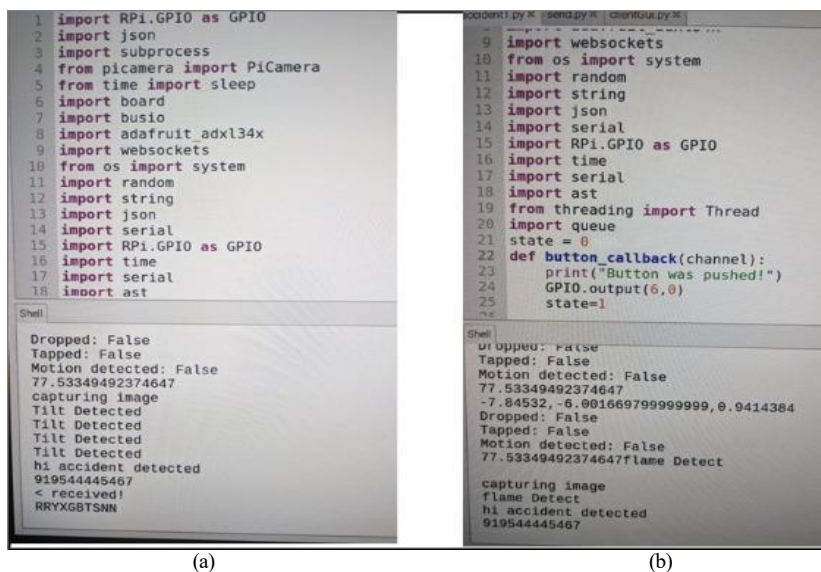 1 import RPi.GPIO as GPIO
2 import json
3 import subprocess
4 from picamera import PiCamera
5 from time import sleep
6 import board
7 import busio
8 import adafruit_adxl34x
9 import websockets
10 from os import system
11 import random
12 import string
13 import json
14 import serial
15 import RPi.GPIO as GPIO
16 import time
17 import serial
18 import ast
Shell
Dropped: False
Tapped: False
Motion detected: False
77.53349492374647
capturing image
Tilt Detected
Tilt Detected
Tilt Detected
Tilt Detected
hi accident detected
919544445467
< received!
RRYXGBTSNN
(a)
accident1.py × send.py × clientGui.py ×
9 import websockets
10 from os import system
11 import random
12 import string
13 import json
14 import serial
15 import RPi.GPIO as GPIO
16 import time
17 import serial
18 import ast
19 from threading import Thread
20 import queue
21 state = 0
22 def button_callback(channel):
23 print("Button was pushed!")
24 GPIO.output(6,0)
25 state=1
Shell
Dropped: False
Tapped: False
Motion detected: False
77.53349492374647
-7.84532,-6.001669799999999,0.9414384
Dropped: False
Tapped: False
Motion detected: False
77.53349492374647flame Detect
capturing image
flame Detect
hi accident detected
919544445467
(b)